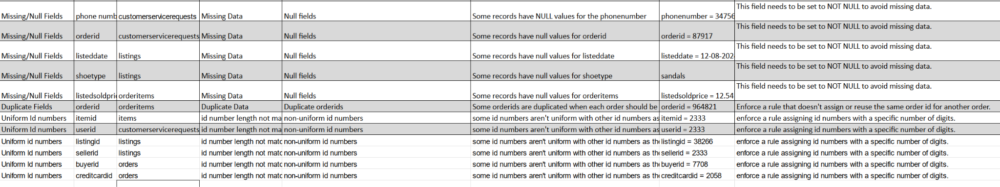 Missing/Null Fields phone numb customerservicerequests Missing Data Null fields Some records have NULL values for the phonenumber phonenumber = 34756 This field needs to be set to NOT NULL to avoid missing data.
Missing/Null Fields orderid customerservicerequests Missing Data Null fields Some records have null values for orderid orderid = 87917 This field needs to be set to NOT NULL to avoid missing data.
Missing/Null Fields listeddate listings Missing Data Null fields Some records have null values for listeddate listeddate = 12-08-202 This field needs to be set to NOT NULL to avoid missing data.
Missing/Null Fields shoetype listings Missing Data Null fields Some records have null values for shoetype sandals This field needs to be set to NOT NULL to avoid missing data.
Missing/Null Fields listedsoldpri orderitems Missing Data Null fields Some records have null values for orderitems listedsoldprice = 12.54 This field needs to be set to NOT NULL to avoid missing data.
Duplicate Fields orderid orderitems Duplicate Data Duplicate orderids Some orderids are duplicated when each order should be orderid = 964821 Enforce a rule that doesn't assign or reuse the same order id for another order.
Uniform Id numbers itemid items id number length not ma non-uniform id numbers some id numbers aren't uniform with other id numbers as itemid = 2333 enforce a rule assigning id numbers with a specific number of digits.
Uniform Id numbers userid customerservicerequests id number length not ma non-uniform id numbers some id numbers aren't uniform with other id numbers as userid = 2333 enforce a rule assigning id numbers with a specific number of digits.
Uniform id numbers listingid listings id number length not matc non-uniform id numbers some id numbers aren't uniform with other id numbers as the listingid = 38266 enforce a rule assigning id numbers with a specific number of digits.
Uniform Id numbers sellerid listings id number length not matc non-uniform id numbers some id numbers aren't uniform with other id numbers as the sellerid = 2333 enforce a rule assigning id numbers with a specific number of digits.
Uniform Id numbers buyerid orders id number length not matc non-uniform id numbers some id numbers aren't uniform with other id numbers as the buyerid = 7708 enforce a rule assigning id numbers with a specific number of digits.
Uniform Id numbers creditcardid orders id number length not matc non-uniform id numbers some id numbers aren't uniform with other id numbers as the creditcardid = 2058 enforce a rule assigning id numbers with a specific number of digits.